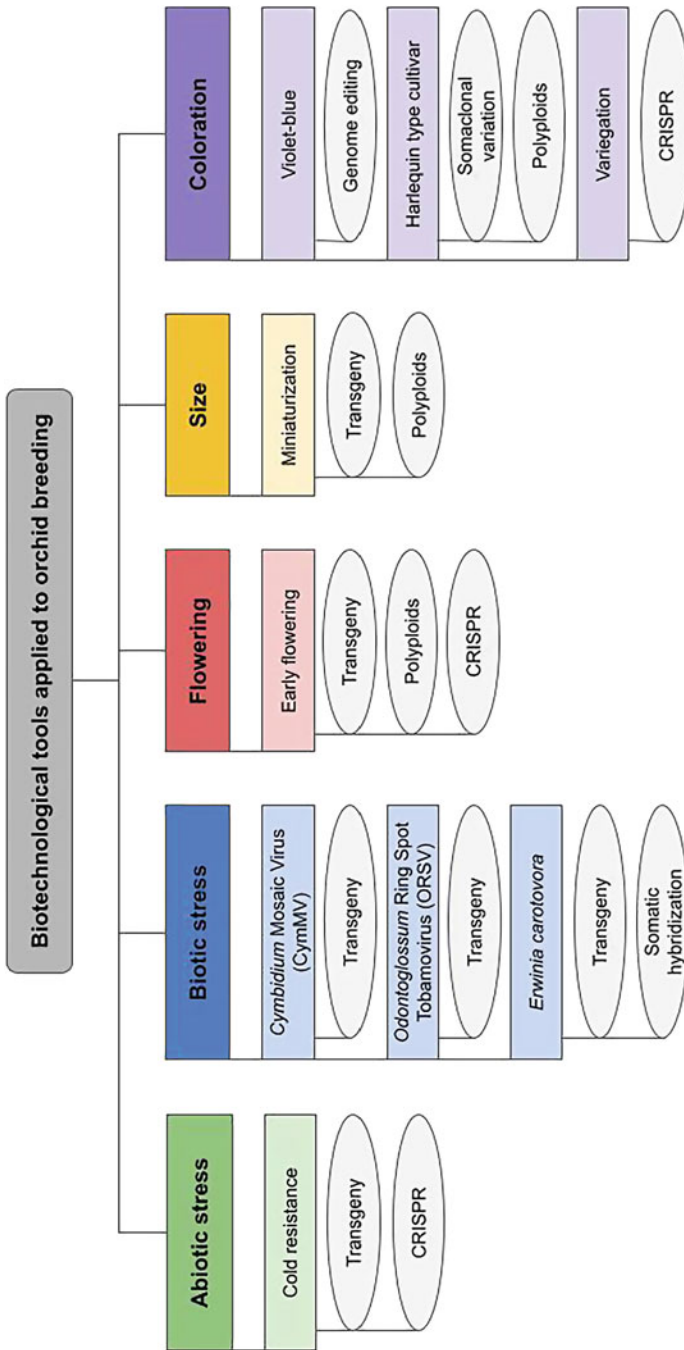 Biotechnological tools applied to orchid breeding
Abiotic stress
Cold resistance
Transgeny
CRISPR
Biotic stress
Cymbidium Mosaic Virus
(CymMV)
Transgeny
Odontoglossum Ring Spot
Tobamovirus (ORSV)
Transgeny
Erwinia carotovora
Transgeny
Somatic
hybridization
Flowering
Early flowering
Transgeny
Polyploids
CRISPR
Size
Miniaturization
Transgeny
Polyploids
Coloration
Violet-blue
Genome editing
Harlequin type cultivar
Somaclonal
variation
Polyploids
Variegation
CRISPR